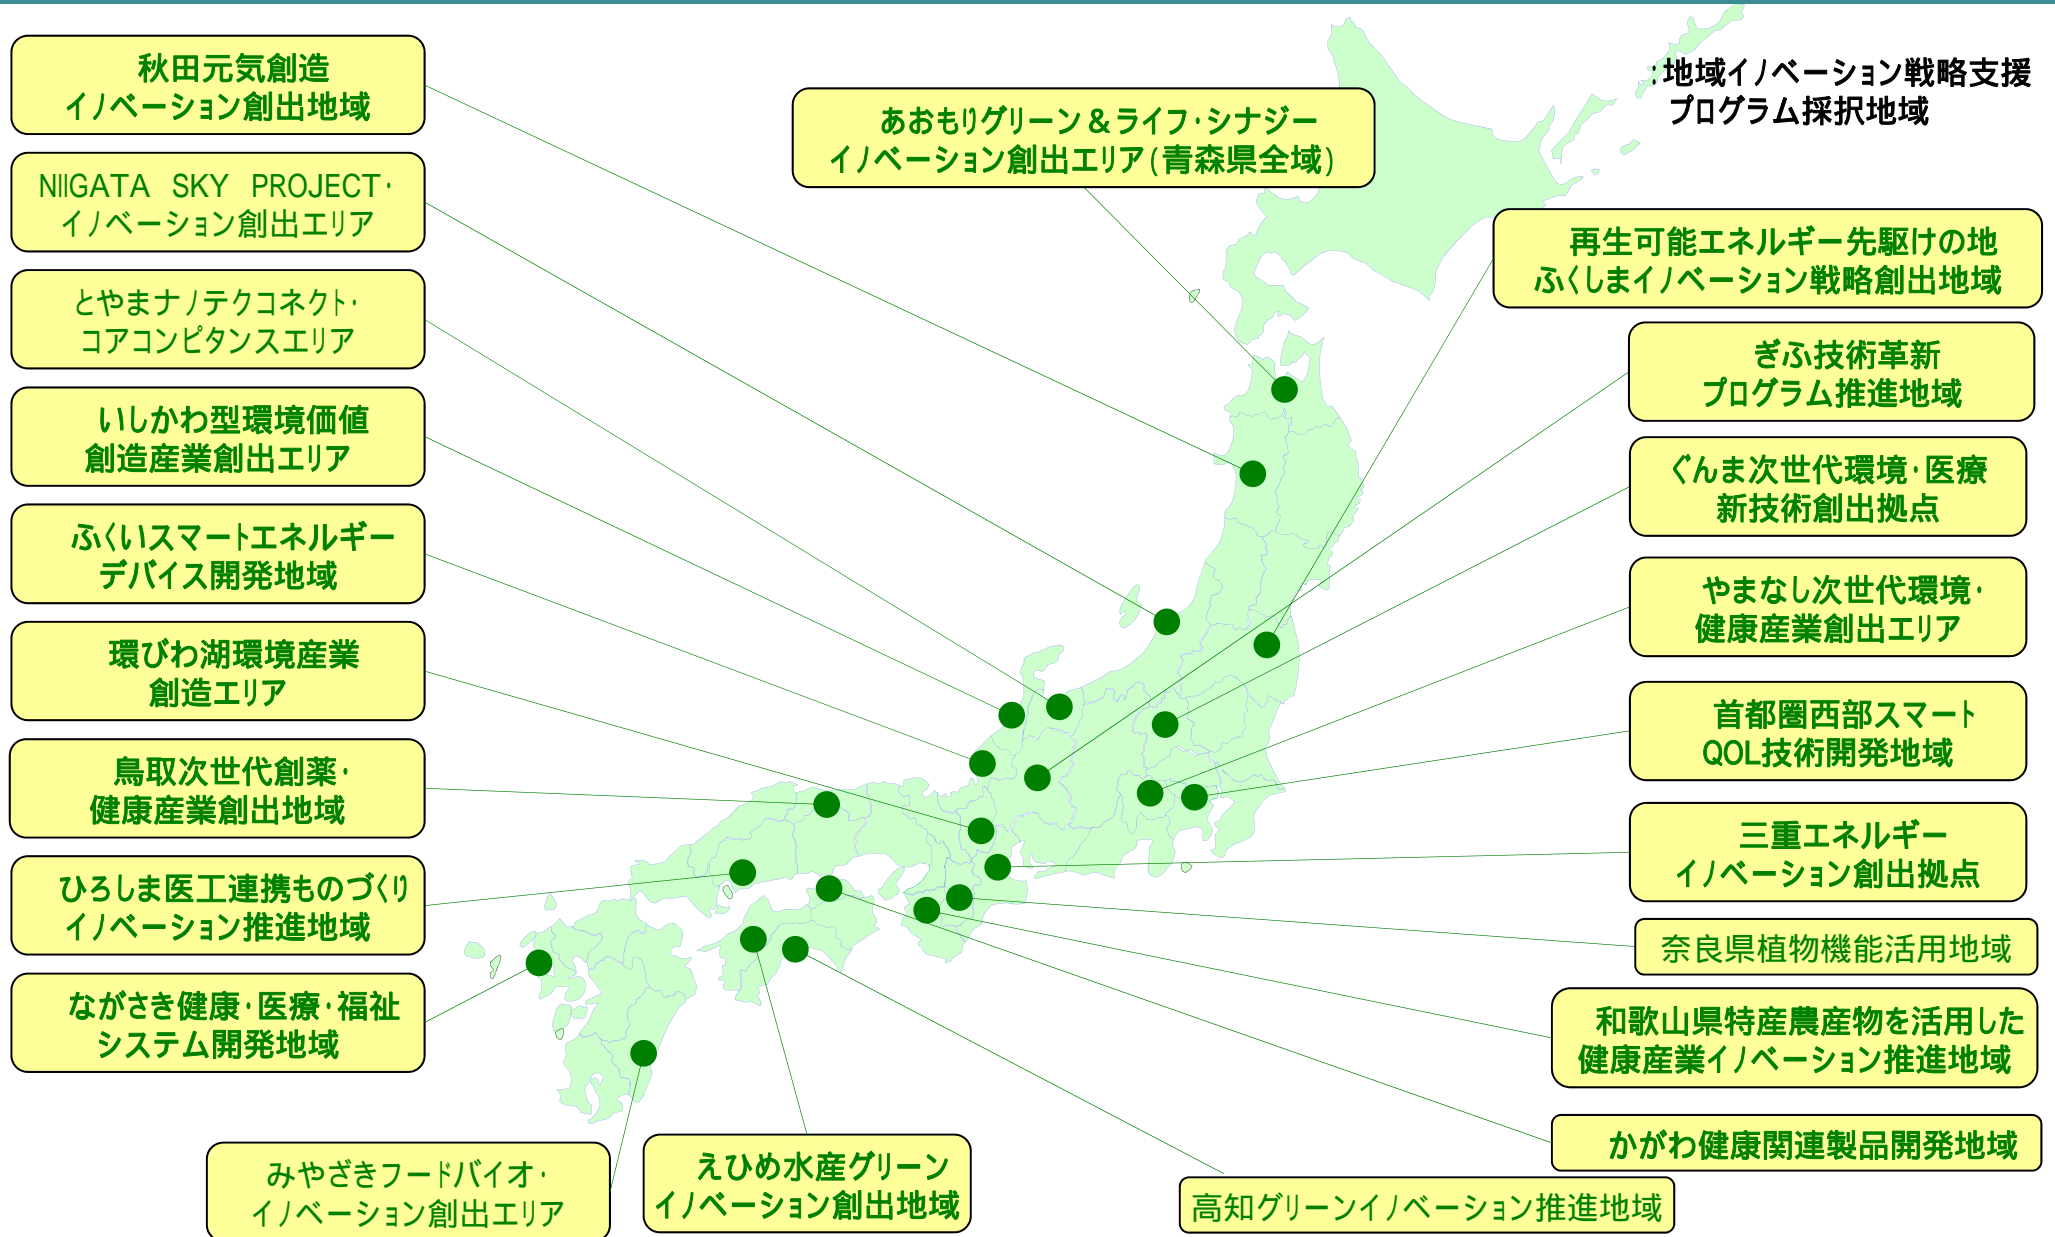 秋田元気創造
イノベーション創出地域
NIIGATA SKY PROJECT・
イノベーション創出エリア
とやまナノテクコネクト・
コアコンピタンスエリア
いしかわ型環境価値
創造産業創出エリア
ふくいスマートエネルギー
デバイス開発地域
環びわ湖環境産業
創造エリア
鳥取次世代創薬・
健康産業創出地域
ひろしま医工連携ものづくり
イノベーション推進地域
ながさき健康・医療・福祉
システム開発地域
みやざきフードバイオ・
イノベーション創出エリア
えひめ水産グリーン
イノベーション創出地域
あおもりグリーン＆ライフ・シナジー
イノベーション創出エリア(青森県全域)
:地域イノベーション戦略支援
プログラム採択地域
再生可能エネルギー先駆けの地
ふくしまイノベーション戦略創出地域
ぎふ技術革新
プログラム推進地域
ぐんま次世代環境・医療
新技術創出拠点
やまなし次世代環境・
健康産業創出エリア
首都圏西部スマート
QOL技術開発地域
三重エネルギー
イノベーション創出拠点
奈良県植物機能活用地域
和歌山県特産農産物を活用した
健康産業イノベーション推進地域
かがわ健康関連製品開発地域
高知グリーンイノベーション推進地域